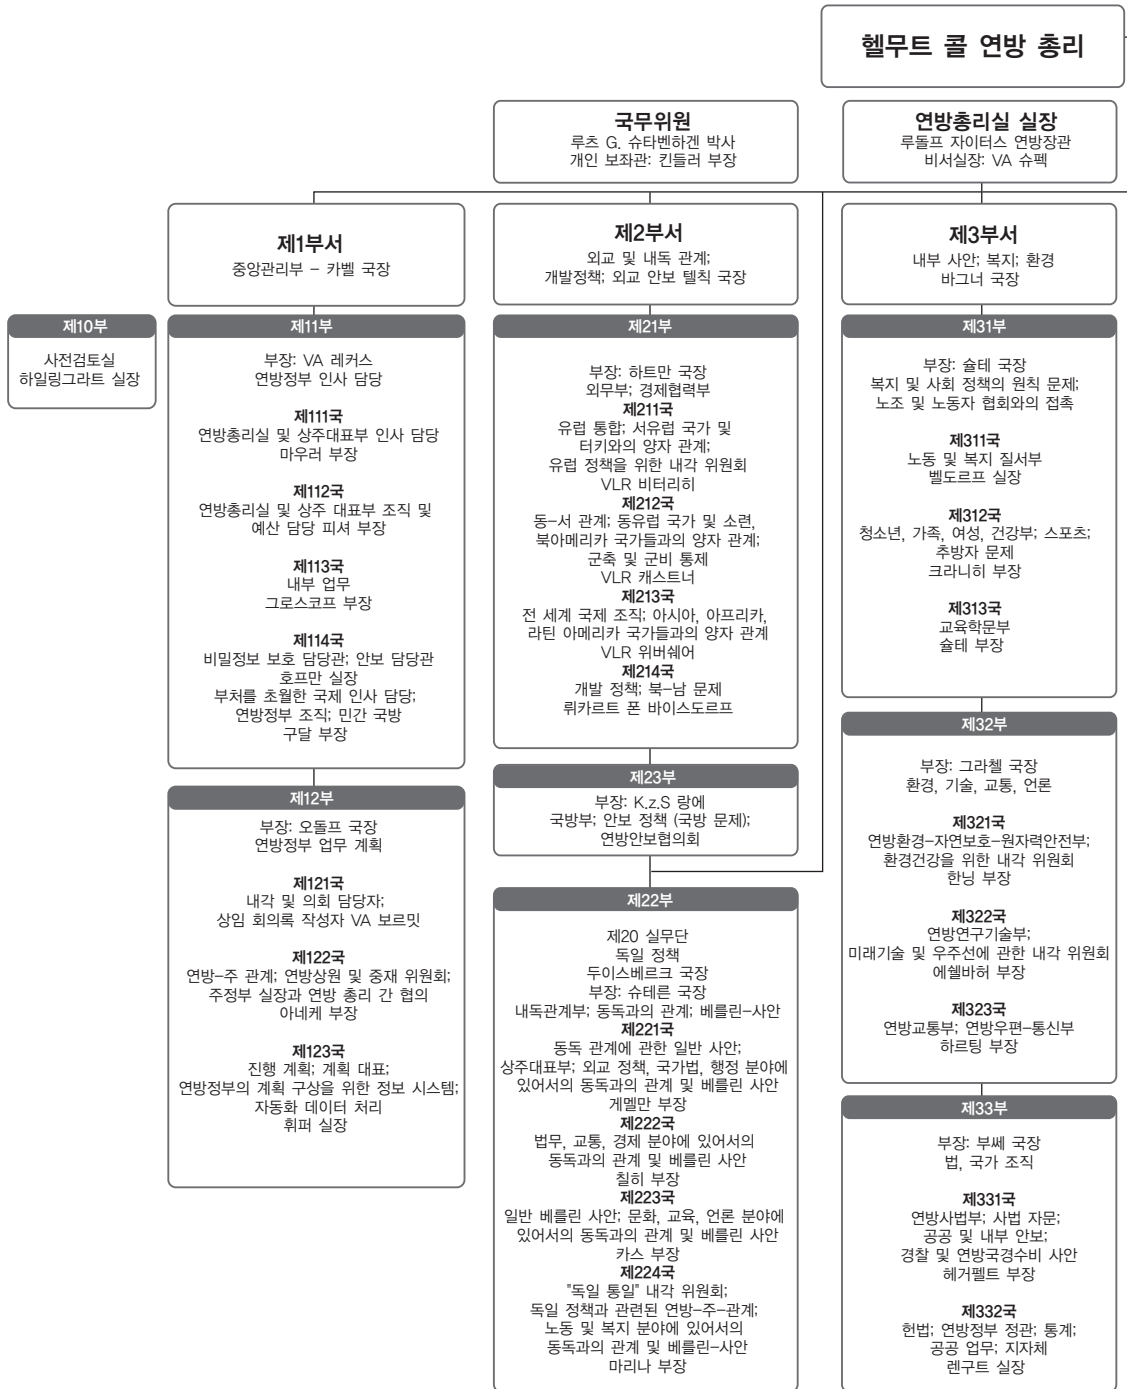 헬무트 콜 연방 총리
국무위원
루츠 G. 슈타벤하겐 박사
개인 보좌관: 킨들러 부장
연방총리실 실장
루돌프 자이터스 연방장관
비서실장: VA 슈펙
제1부서
중앙관리부 - 카벨 국장
제2부서
외교 및 내독 관계;
개발정책; 외교 안보 텔칙 국장
제3부서
내부 사안; 복지; 환경
바그너 국장
제10부
사전검토실
하일링그라트 실장
제11부
부장: VA 레커스
연방정부 인사 담당
제111국
연방총리실 및 상주대표부 인사 담당
마우러 부장
제112국
연방총리실 및 상주 대표부 조직 및
예산 담당 피셔 부장
제113국
내부 업무
그로스코프 부장
제114국
비밀정보 보호 담당관; 안보 담당관
호프만 실장
부처를 초월한 국제 인사 담당;
연방정부 조직; 민간 국방
구달 부장
제12부
부장: 오돌프 국장
연방정부 업무 계획
제121국
내각 및 의회 담당자;
상임 회의록 작성자 VA 보르밋
제122국
연방-주 관계; 연방상원 및 중재 위원회;
주정부 실장과 연방 총리 간 협의
아네케 부장
제123국
진행 계획; 계획 대표;
연방정부의 계획 구상을 위한 정보 시스템;
자동화 데이터 처리
휘퍼 실장
제21부
부장: 하트만 국장
외무부; 경제협력부
제211국
유럽 통합; 서유럽 국가 및
터키와의 양자 관계;
유럽 정책을 위한 내각 위원회
VLR 비터리히
제212국
동-서 관계; 동유럽 국가 및 소련,
북아메리카 국가들과의 양자 관계;
군축 및 군비 통제
VLR 캐스트너
제213국
전 세계 국제 조직; 아시아, 아프리카,
라틴 아메리카 국가들과의 양자 관계
VLR 위버쉐어
제214국
개발 정책; 북-남 문제
뤼카르트 폰 바이스도르프
제23부
부장: K.z.S 랑에
국방부; 안보 정책 (국방 문제);
연방안보협의회
제22부
제20 실무단
독일 정책
두이스베르크 국장
부장: 슈테른 국장
내독관계부; 동독과의 관계; 베를린-사안
제221국
동독 관계에 관한 일반 사안;
상주대표부; 외교 정책, 국가법, 행정 분야에
있어서의 동독과의 관계 및 베를린 사안
게멜만 부장
제222국
법무, 교통, 경제 분야에 있어서의
동독과의 관계 및 베를린 사안
칠히 부장
제223국
일반 베를린 사안; 문화, 교육, 언론 분야에
있어서의 동독과의 관계 및 베를린 사안
카스 부장
제224국
"독일 통일" 내각 위원회;
독일 정책과 관련된 연방-주-관계;
노동 및 복지 분야에 있어서의
동독과의 관계 및 베를린-사안
마리나 부장
제31부
부장: 슐테 국장
복지 및 사회 정책의 원칙 문제;
노조 및 노동자 협회와의 접촉
제311국
노동 및 복지 질서부
벨도르프 실장
제312국
청소년, 가족, 여성, 건강부; 스포츠;
추방자 문제
크라니히 부장
제313국
교육학문부
슐테 부장
제32부
부장: 그라첼 국장
환경, 기술, 교통, 언론
제321국
연방환경-자연보호-원자력안전부;
환경건강을 위한 내각 위원회
한닝 부장
제322국
연방연구기술부;
미래기술 및 우주선에 관한 내각 위원회
에쉘바허 부장
제323국
연방교통부; 연방우편-통신부
하르팅 부장
제33부
부장: 부쎄 국장
법, 국가 조직
제331국
연방사법부; 사법 자문;
공공 및 내부 안보;
경찰 및 연방국경수비 사안
헤거펠트 부장
제332국
헌법; 연방정부 정관; 통계;
공공 업무; 지자체
렌구트 실장